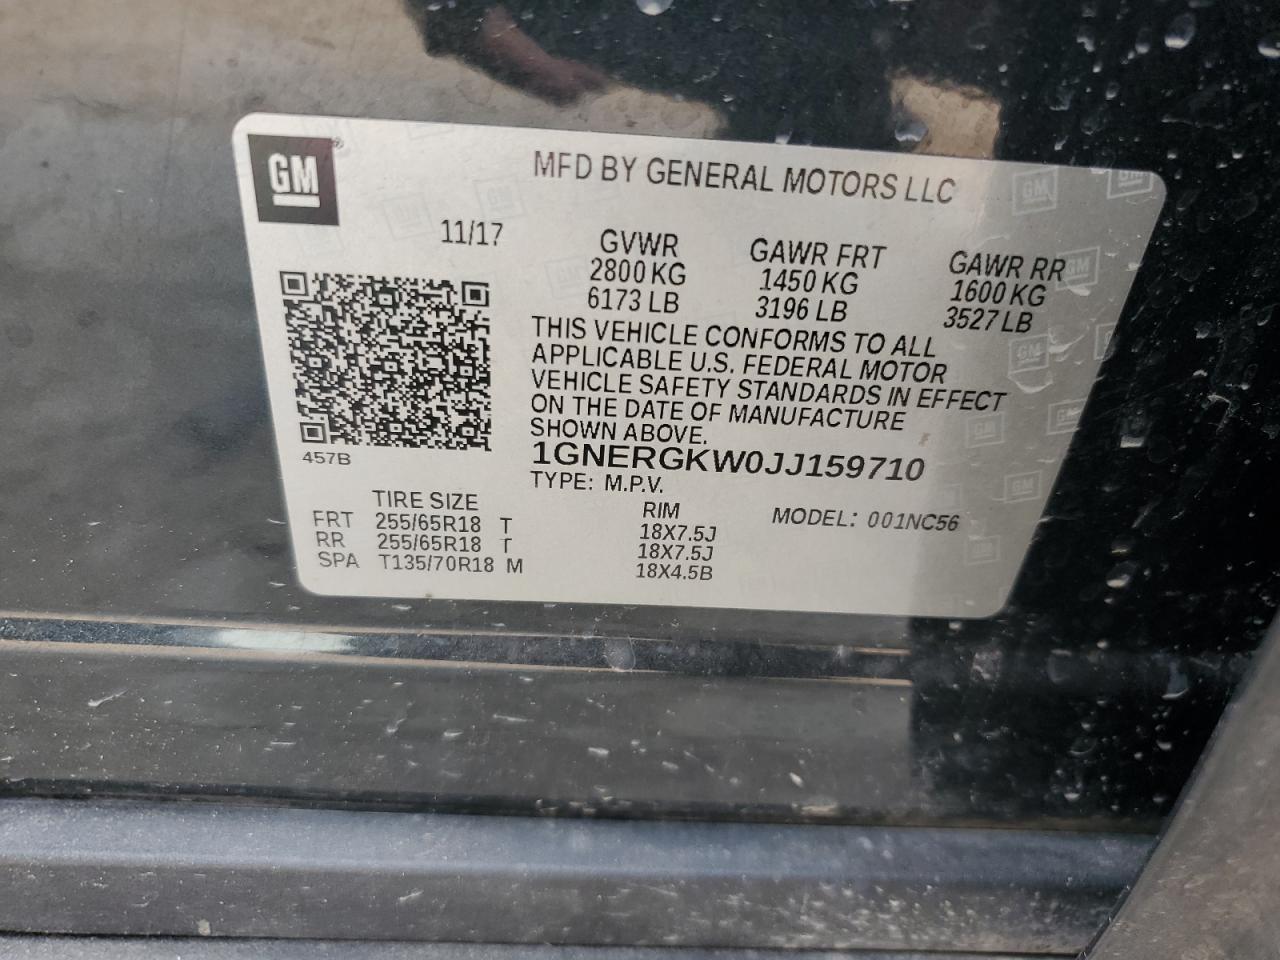 GM
MFD BY GENERAL MOTORS LLC
11/17
GVWR
2800 KG
6173 LB
GAWR FRT
1450 KG
3196 LB
GAWR RR
1600 KG
3527 LB
THIS VEHICLE CONFORMS TO ALL
APPLICABLE U.S. FEDERAL MOTOR
VEHICLE SAFETY STANDARDS IN EFFECT
ON THE DATE OF MANUFACTURE
SHOWN ABOVE.
1GNERGKW0JJ159710
TYPE: M.P.V.
457B
TIRE SIZE RIM MODEL: 001NC56
FRT 255/65R18 T 18X7.5J
RR 255/65R18 T 18X7.5J
SPA T135/70R18 M 18X4.5B